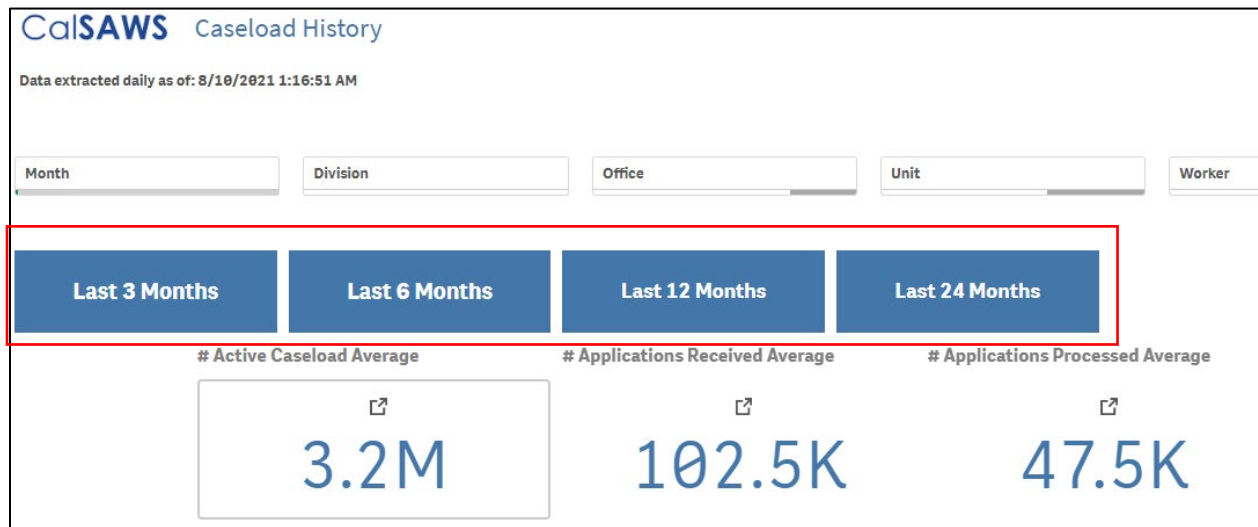 CalSAWS Caseload History
Data extracted daily as of: 8/10/2021 1:16:51 AM
Month Division Office Unit Worker
Last 3 Months Last 6 Months Last 12 Months Last 24 Months
# Active Caseload Average # Applications Received Average # Applications Processed Average
3.2M 102.5K 47.5K